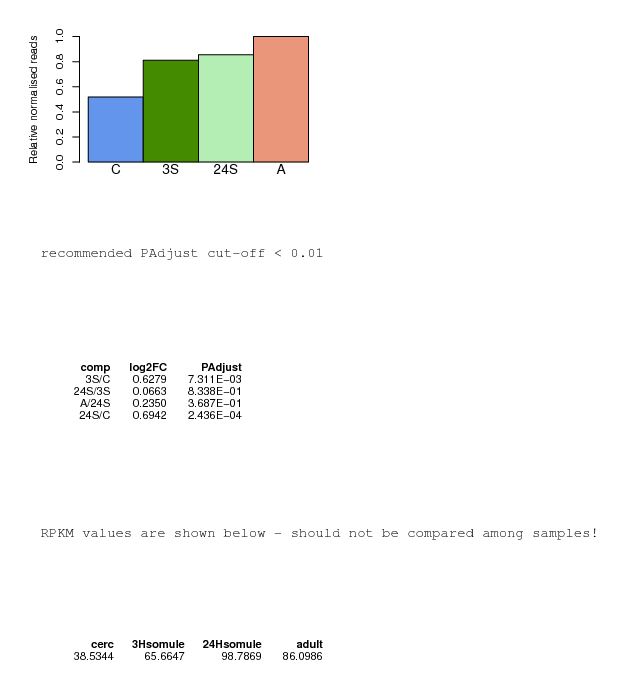 Relative normalised reads
1.0
0.8
0.6
0.4
0.2
0.0
C 3S 24S A
recommended PAdjust cut-off < 0.01
comp log2FC PAdjust
3S/C 0.6279 7.311E-03
24S/3S 0.0663 8.338E-01
A/24S 0.2350 3.687E-01
24S/C 0.6942 2.436E-04
RPKM values are shown below - should not be compared among samples!
cerc 3Hsomule 24Hsomule adult
38.5344 65.6647 98.7869 86.0986